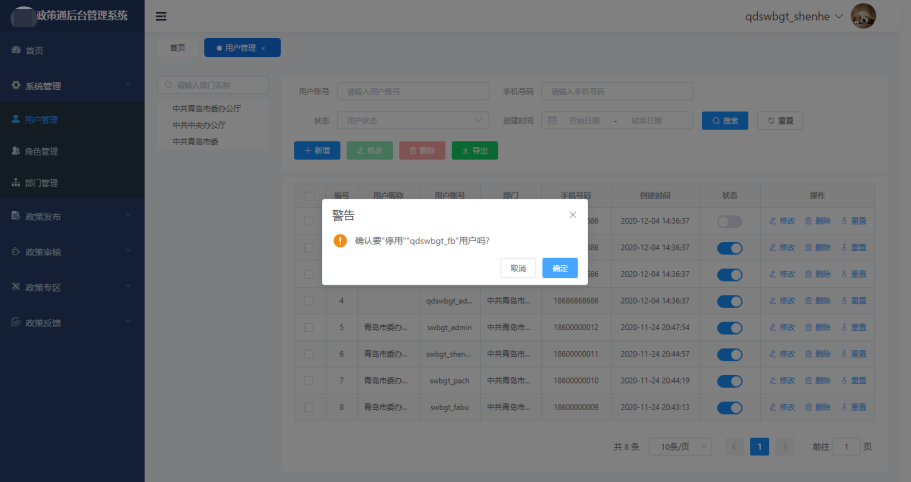 政策通后台管理系统
qdswbgt_shenhe
首页
系统管理
用户管理
角色管理
部门管理
政策发布
政策审核
政策专区
政策反馈
首页
用户管理 ×
请输入部门名称
中共青岛市委办公厅
中共中央办公厅
中共青岛市委
用户账号 请输入用户账号 手机号码 请输入手机号码
状态 用户状态 创建时间 开始日期 - 结束日期 搜索 重置
+ 新增 修改 删除 导出
编号 用户昵称 用户账号 部门 手机号码 创建时间 状态 操作
686 2020-12-04 14:36:37 修改 删除 重置
686 2020-12-04 14:36:37 修改 删除 重置
686 2020-12-04 14:36:37 修改 删除 重置
4 qdswbgt_ad... 中共青岛市... 18686868686 2020-12-04 14:36:37 修改 删除 重置
5 青岛市委办... swbgt_admin 中共青岛市... 18600000012 2020-11-24 20:47:54 修改 删除 重置
6 青岛市委办... swbgt_shen... 中共青岛市... 18600000011 2020-11-24 20:44:57 修改 删除 重置
7 青岛市委办... swbgt_pach 中共青岛市... 18600000010 2020-11-24 20:44:19 修改 删除 重置
8 青岛市委办... swbgt_fabu 中共青岛市... 18600000009 2020-11-24 20:43:13 修改 删除 重置
共 8 条 10条/页 < 1 > 前往 1 页
警告 ×
确认要"停用""qdswbgt_fb"用户吗?
取消 确定